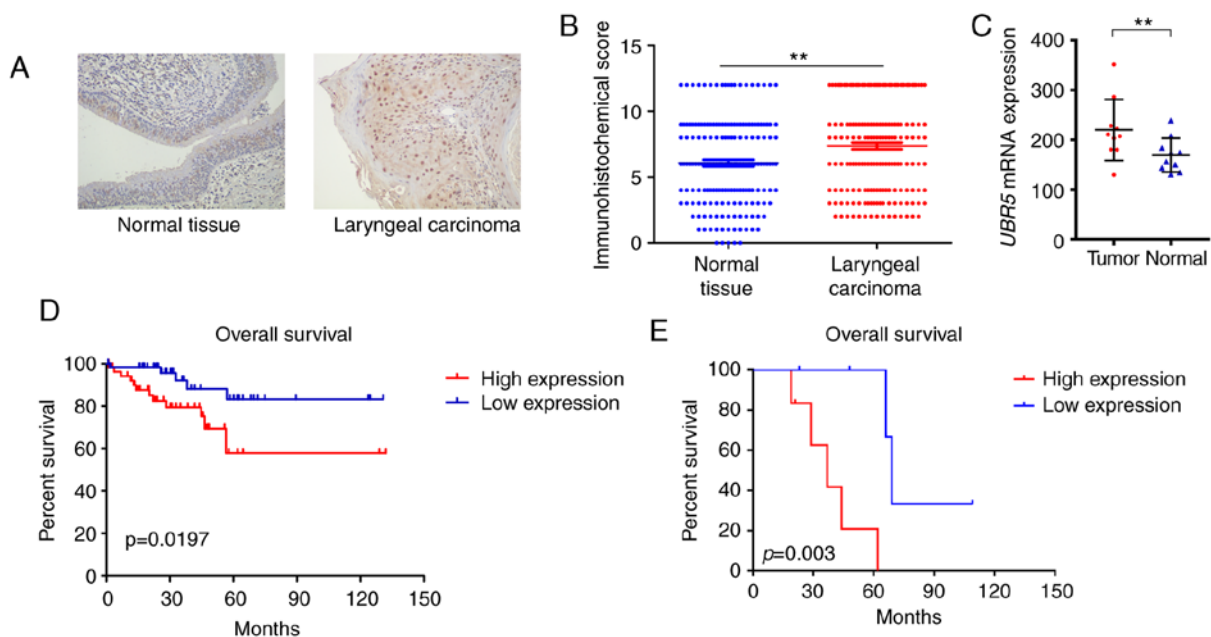 A
Normal tissue
Laryngeal carcinoma
B
Immunohistochemical score
15
10
5
0
**
Normal
tissue
Laryngeal
carcinoma
C
UBR5 mRNA expression
400
300
200
100
0
**
Tumor Normal
D
Overall survival
Percent survival
100
80
60
40
20
0
p=0.0197
0 30 60 90 120 150
Months
High expression
Low expression
E
Overall survival
Percent survival
100
80
60
40
20
0
p=0.003
0 30 60 90 120 150
Months
High expression
Low expression